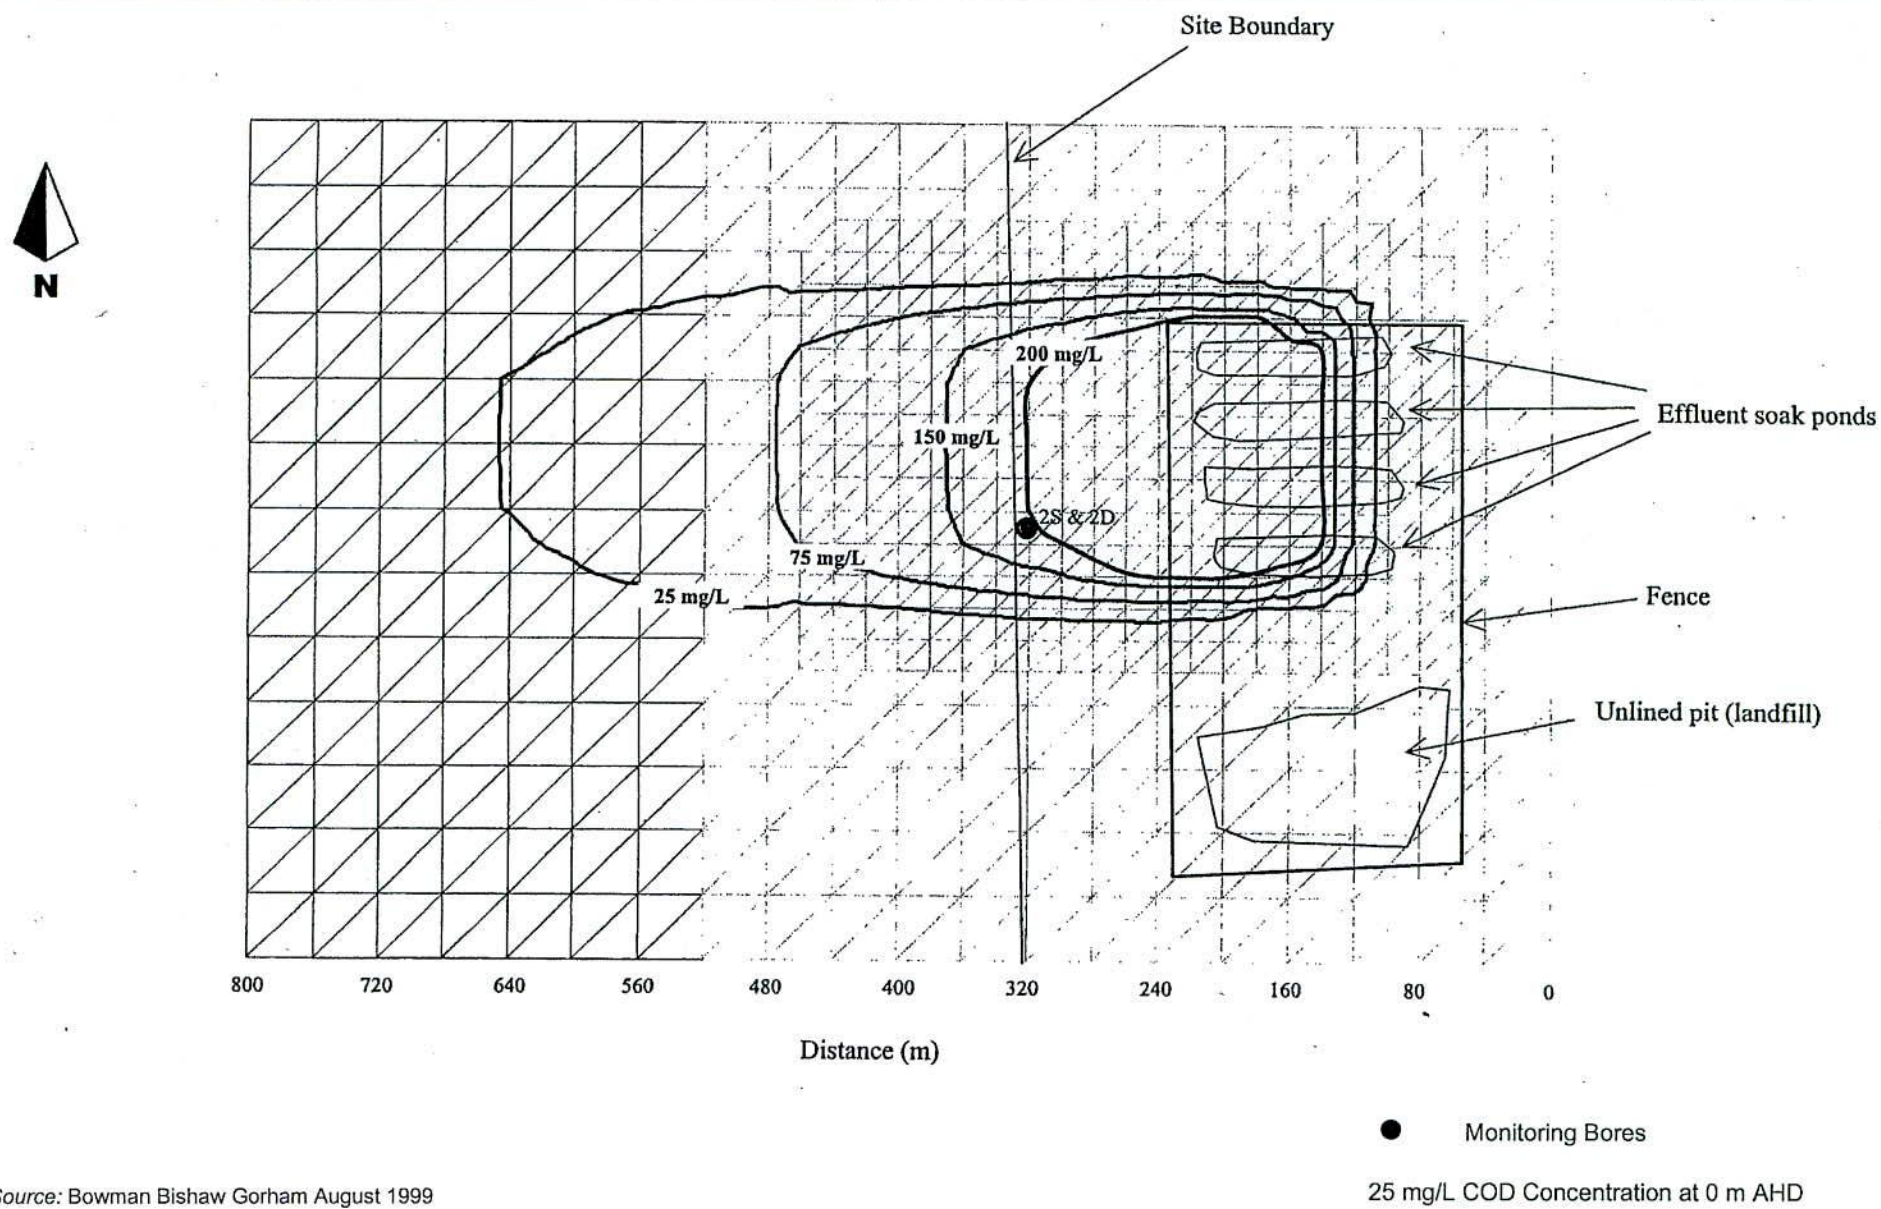 Site Boundary
N
200 mg/L
Effluent soak ponds
150 mg/L
2S & 2D
75 mg/L
25 mg/L
Fence
Unlined pit (landfill)
800 720 640 560 480 400 320 240 160 80 0
Distance (m)
Monitoring Bores
ource: Bowman Bishaw Gorham August 1999
25 mg/L COD Concentration at 0 m AHD